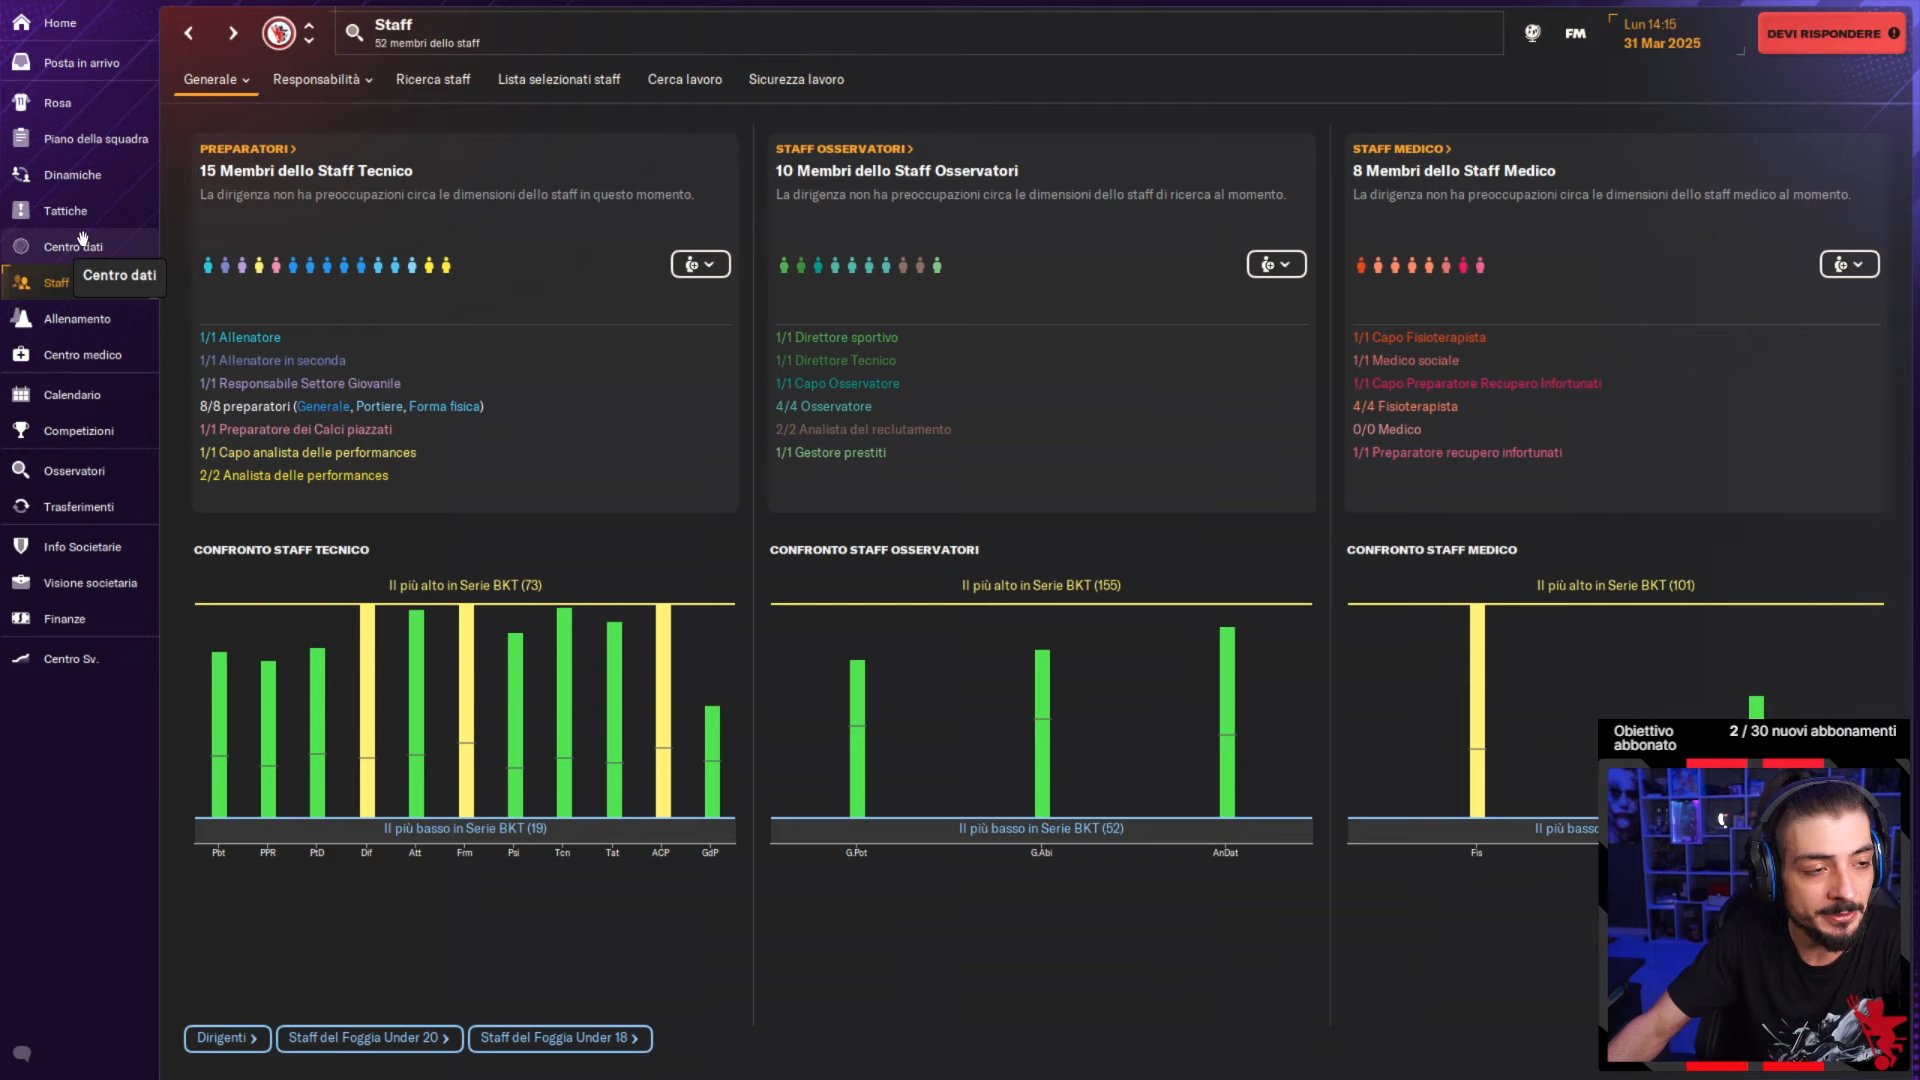 Home
Posta in arrivo
Rosa
Piano della squadra
Dinamiche
Tattiche
Centro dati
Staff
Centro dati
Allenamento
Centro medico
Calendario
Competizioni
Osservatori
Trasferimenti
Info Societarie
Visione societaria
Finanze
Centro Sv.
Staff
52 membri dello staff
FM
Lun 14:15
31 Mar 2025
DEVI RISPONDERE
Generale
Responsabilità
Ricerca staff
Lista selezionati staff
Cerca lavoro
Sicurezza lavoro
PREPARATORI >
15 Membri dello Staff Tecnico
La dirigenza non ha preoccupazioni circa le dimensioni dello staff in questo momento.
1/1 Allenatore
1/1 Allenatore in seconda
1/1 Responsabile Settore Giovanile
8/8 preparatori (Generale, Portiere, Forma fisica)
1/1 Preparatore dei Calci piazzati
1/1 Capo analista delle performances
2/2 Analista delle performances
STAFF OSSERVATORI >
10 Membri dello Staff Osservatori
La dirigenza non ha preoccupazioni circa le dimensioni dello staff di ricerca al momento.
1/1 Direttore sportivo
1/1 Direttore Tecnico
1/1 Capo Osservatore
4/4 Osservatore
2/2 Analista del reclutamento
1/1 Gestore prestiti
STAFF MEDICO >
8 Membri dello Staff Medico
La dirigenza non ha preoccupazioni circa le dimensioni dello staff medico al momento.
1/1 Capo Fisioterapista
1/1 Medico sociale
1/1 Capo Preparatore Recupero Infortunati
4/4 Fisioterapista
0/0 Medico
1/1 Preparatore recupero infortunati
CONFRONTO STAFF TECNICO
Il più alto in Serie BKT (73)
Il più basso in Serie BKT (19)
Pbt PPR PtD Dif Att Frm Psi Tcn Tat ACP GdP
CONFRONTO STAFF OSSERVATORI
Il più alto in Serie BKT (155)
Il più basso in Serie BKT (52)
G.Pot G.Abi AnDat
CONFRONTO STAFF MEDICO
Il più alto in Serie BKT (101)
Il più basso
Fis
Obiettivo
abbonato
2 / 30 nuovi abbonamenti
Dirigenti >
Staff del Foggia Under 20 >
Staff del Foggia Under 18 >